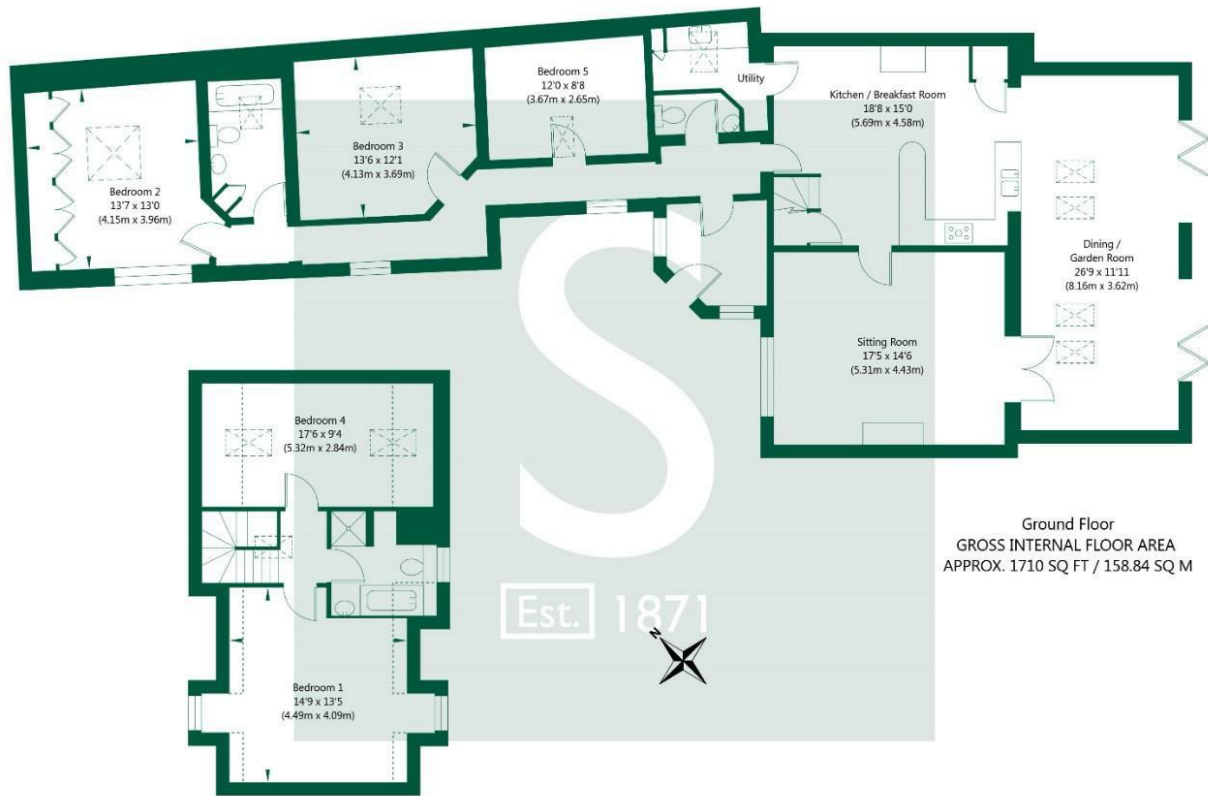 Bedroom 2
13'7 x 13'0
(4.15m x 3.96m)
Bedroom 3
13'6 x 12'1
(4.13m x 3.69m)
Bedroom 5
12'0 x 8'8
(3.67m x 2.65m)
Utility
Kitchen / Breakfast Room
18'8 x 15'0
(5.69m x 4.58m)
Dining /
Garden Room
26'9 x 11'11
(8.16m x 3.62m)
Sitting Room
17'5 x 14'6
(5.31m x 4.43m)
Bedroom 4
17'6 x 9'4
(5.32m x 2.84m)
Bedroom 1
14'9 x 13'5
(4.49m x 4.09m)
Ground Floor
GROSS INTERNAL FLOOR AREA
APPROX. 1710 SQ FT / 158.84 SQ M
S
Est. 1871
N